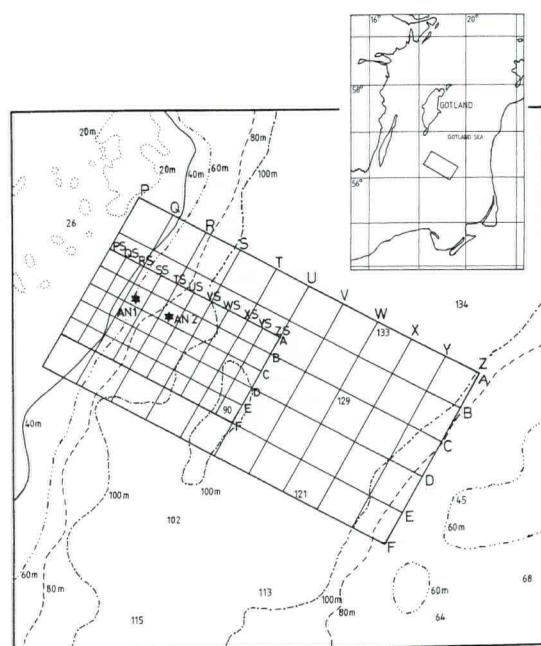 16° 20°
58°
GOTLAND
GOTLAND SEA
56°
20m 80m
20m 40m 60m 100m
26
P Q R S T U V W X Y Z
PS QS RS SS TS US VS WS XS YS ZS
AN1 AN2
A B C D E F
A B C D E F
134
133
129
90
121
45
60m
40m
100m
100m
102
60m
80m
113
100m
80m
60m
68
64
115